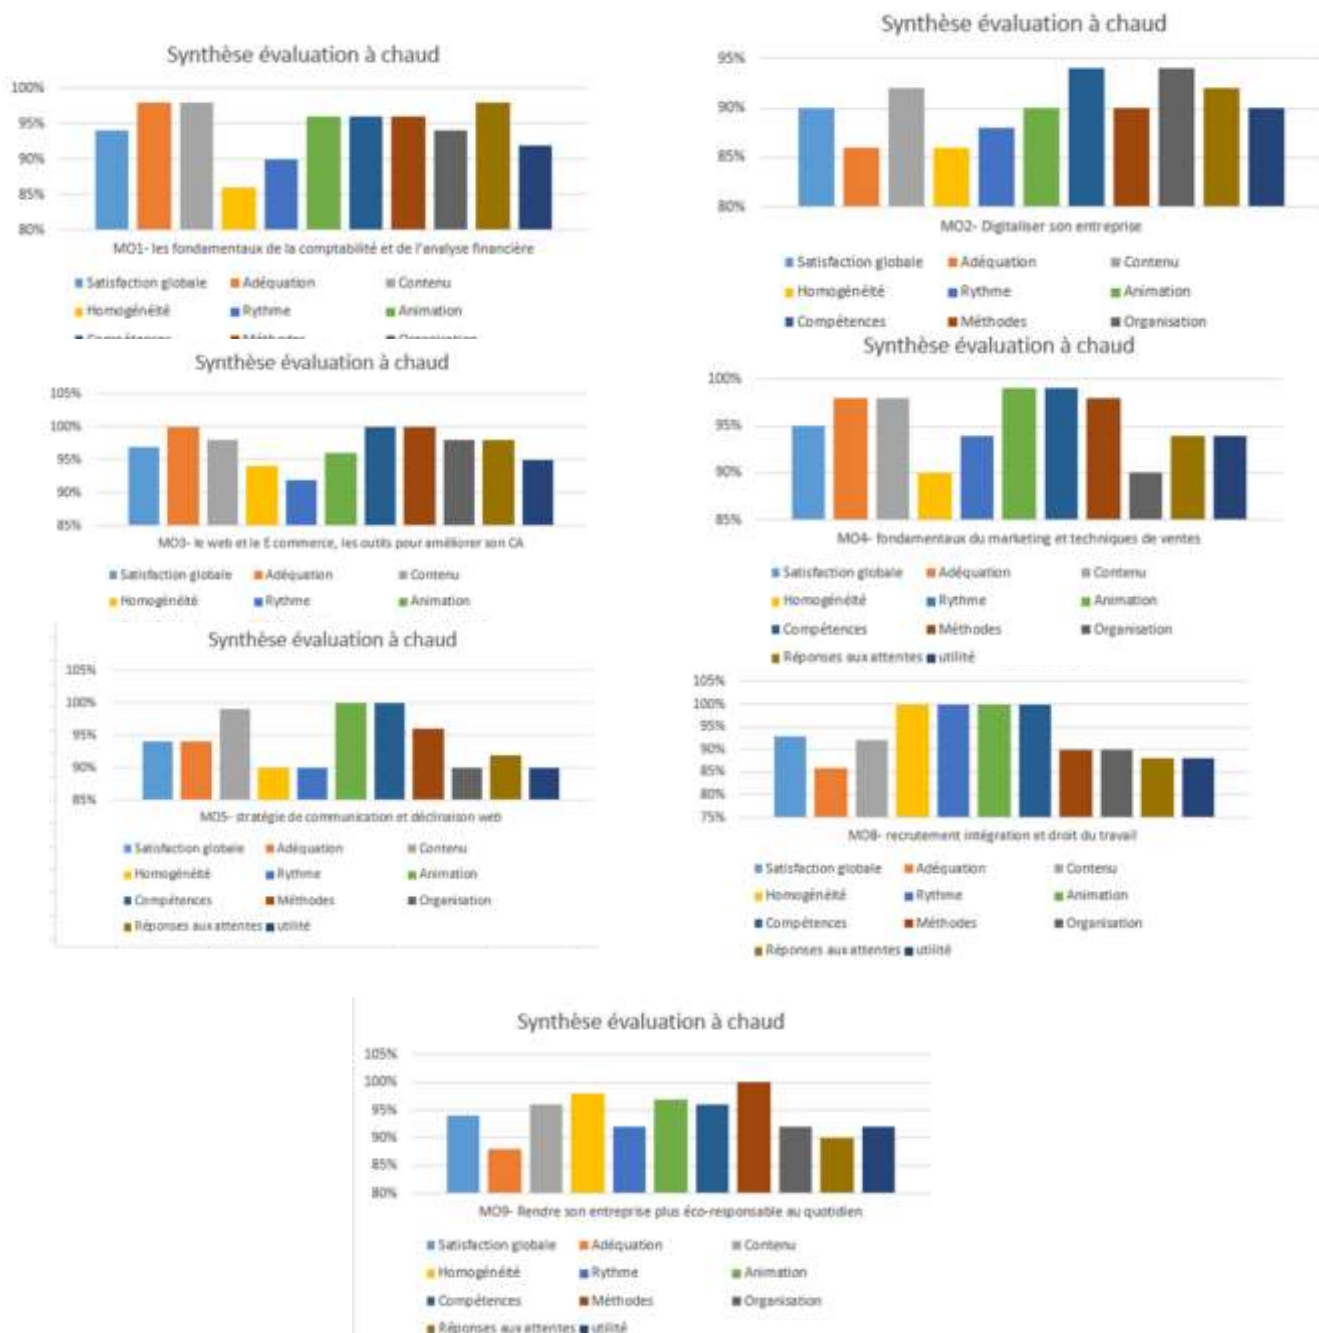 Synthèse évaluation à chaud
100%
95%
90%
85%
80%
MO1- les fondamentaux de la comptabilité et de l'analyse financière
Satisfaction globale Adéquation Contenu
Homogénéité Rythme Animation
Compétences Méthodes Organisation
Synthèse évaluation à chaud
95%
90%
85%
80%
MO2- Digitaliser son entreprise
Satisfaction globale Adéquation Contenu
Homogénéité Rythme Animation
Compétences Méthodes Organisation
Synthèse évaluation à chaud
105%
100%
95%
90%
85%
MO3- le web et le E commerce, les outils pour améliorer son CA
Satisfaction globale Adéquation Contenu
Homogénéité Rythme Animation
Synthèse évaluation à chaud
100%
95%
90%
85%
MO4- fondamentaux du marketing et techniques de ventes
Satisfaction globale Adéquation Contenu
Homogénéité Rythme Animation
Compétences Méthodes Organisation
Réponses aux attentes utilité
Synthèse évaluation à chaud
105%
100%
95%
90%
85%
MO5- stratégie de communication et déclinaison web
Satisfaction globale Adéquation Contenu
Homogénéité Rythme Animation
Compétences Méthodes Organisation
Réponses aux attentes utilité
105%
100%
95%
90%
85%
80%
75%
MO8- recrutement intégration et droit du travail
Satisfaction globale Adéquation Contenu
Homogénéité Rythme Animation
Compétences Méthodes Organisation
Réponses aux attentes utilité
Synthèse évaluation à chaud
105%
100%
95%
90%
85%
80%
MO9- Rendre son entreprise plus éco-responsable au quotidien
Satisfaction globale Adéquation Contenu
Homogénéité Rythme Animation
Compétences Méthodes Organisation
Réponses aux attentes utilité